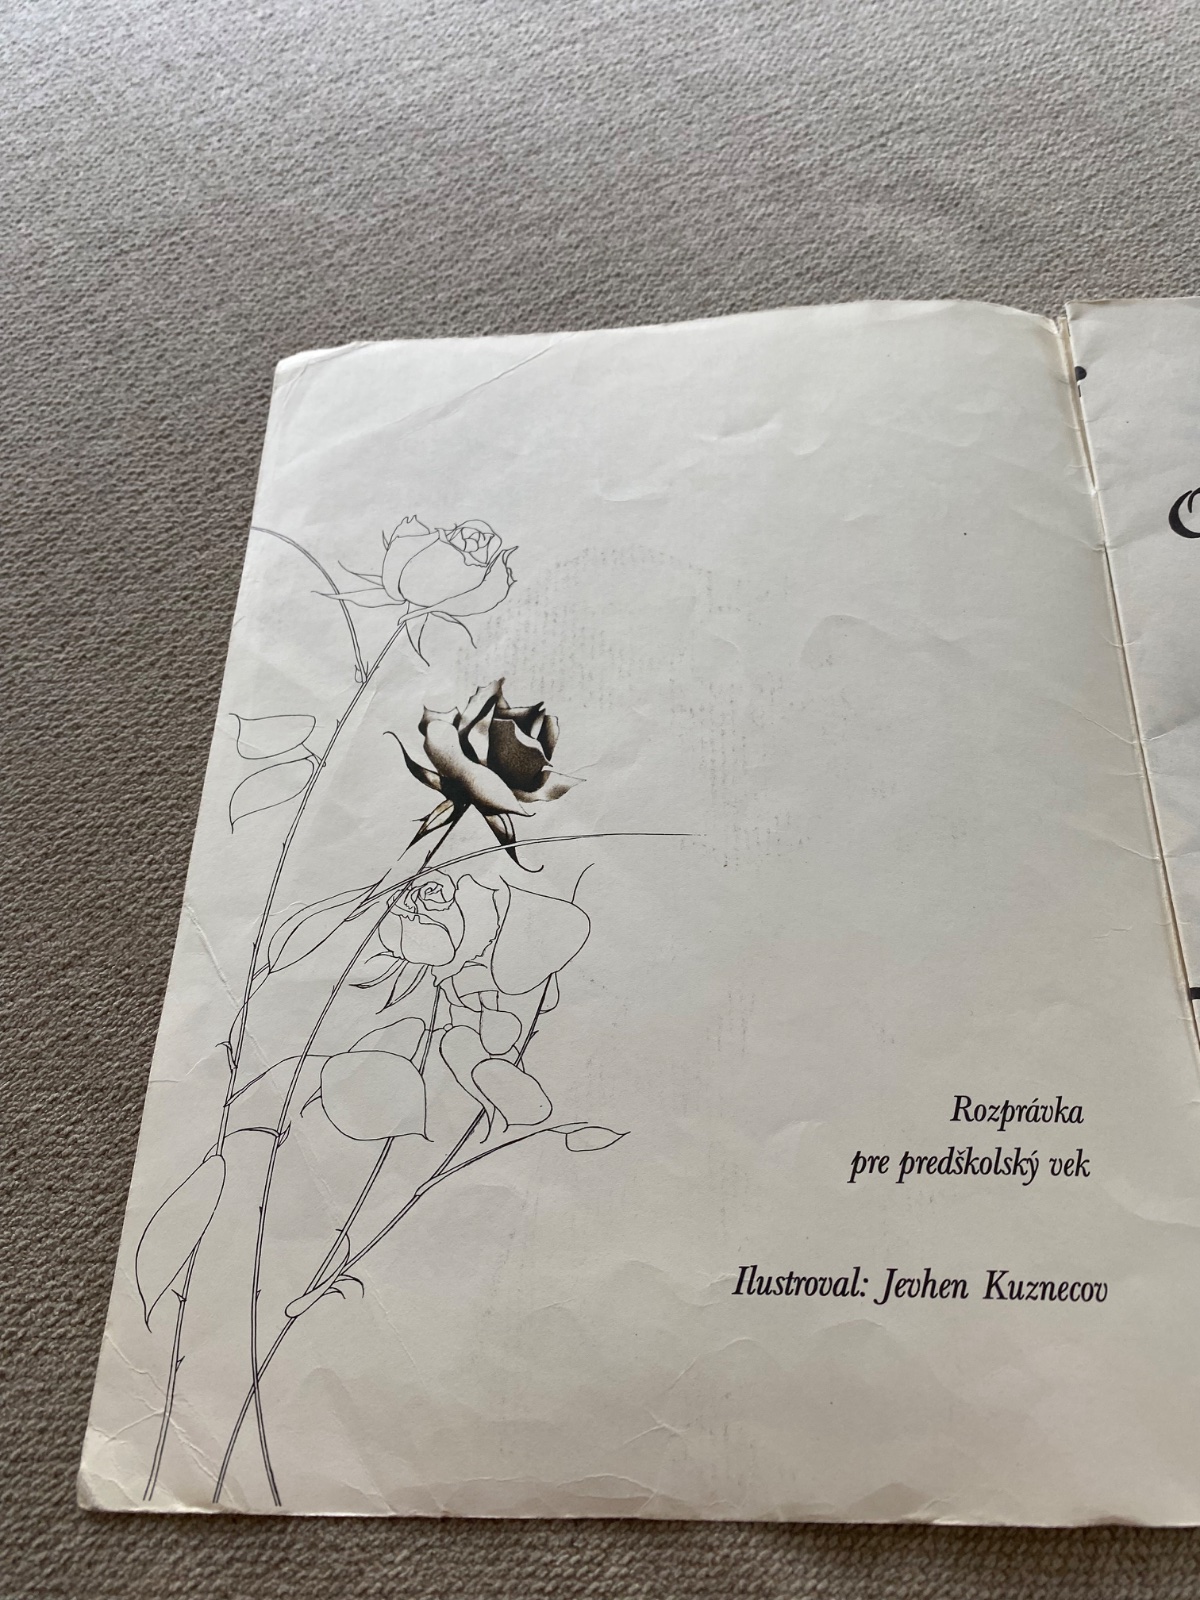 Rozprávka
pre predškolský vek
Ilustroval: Jevhen Kuznecov